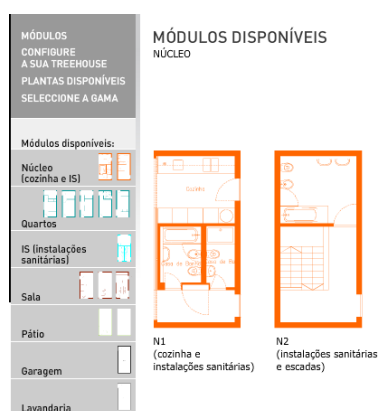 MÓDULOS
CONFIGURE
A SUA TREEHOUSE
PLANTAS DISPONÍVEIS
SELECCIONE A GAMA
Módulos disponíveis:
Núcleo
(cozinha e IS)
Quartos
IS (instalações
sanitárias)
Sala
Pátio
Garagem
Lavandaria
MÓDULOS DISPONÍVEIS
NÚCLEO
Cozinha
N1
(cozinha e
instalações sanitárias)
N2
(instalações sanitárias
e escadas)